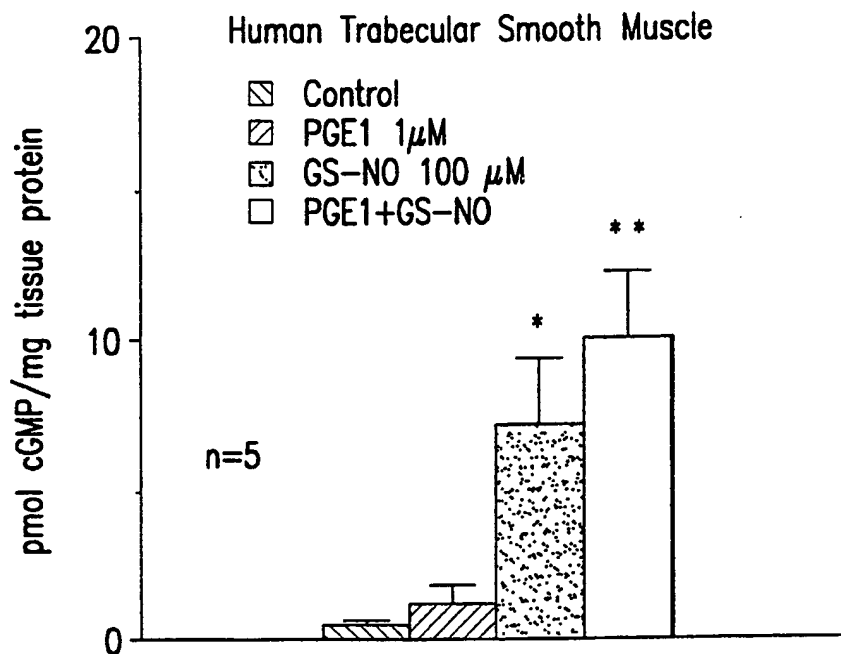 Human Trabecular Smooth Muscle
Control
PGE1 1μM
GS-NO 100 μM
PGE1+GS-NO
pmol cGMP/mg tissue protein
20
10
0
n=5
*
**